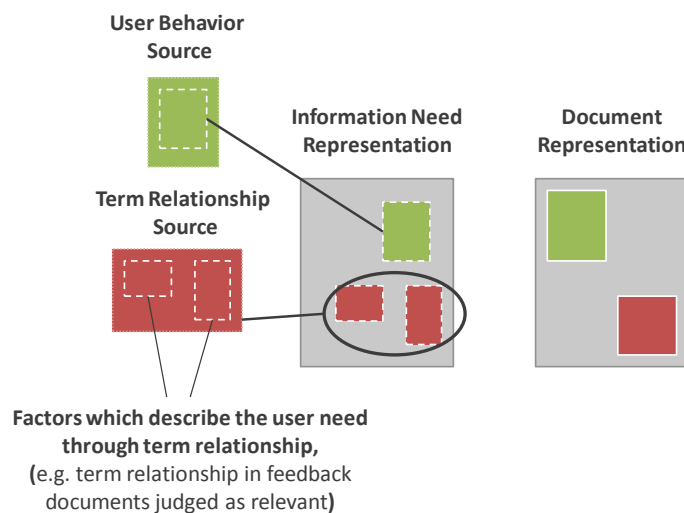 User Behavior
Source
Information Need
Representation
Document
Representation
Term Relationship
Source
Factors which describe the user need
through term relationship,
(e.g. term relationship in feedback
documents judged as relevant)